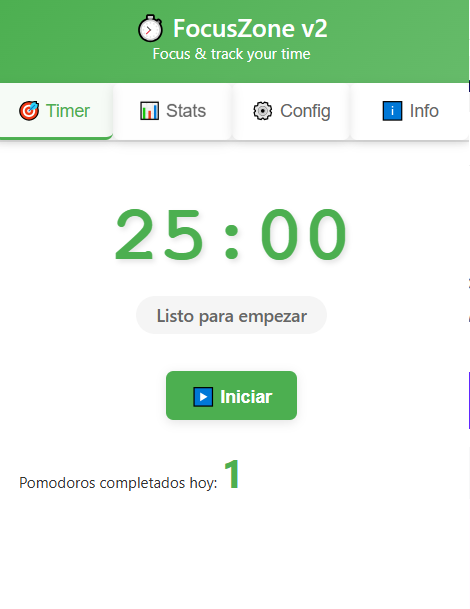 FocusZone v2
Focus & track your time
Timer Stats Config Info
25:00
Listo para empezar
Iniciar
Pomodoros completados hoy: 1